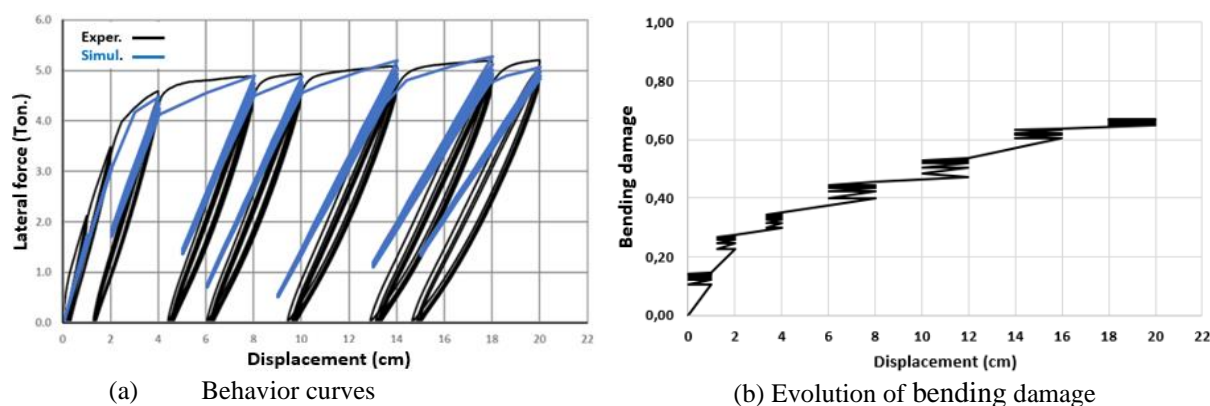 6.0
5.0
4.0
3.0
2.0
1.0
0.0
Lateral force (Ton.)
Exper.
Simul.
0 2 4 6 8 10 12 14 16 18 20 22
Displacement (cm)
(a) Behavior curves
1,00
0,80
0,60
0,40
0,20
0,00
Bending damage
0 2 4 6 8 10 12 14 16 18 20 22
Displacement (cm)
(b) Evolution of bending damage